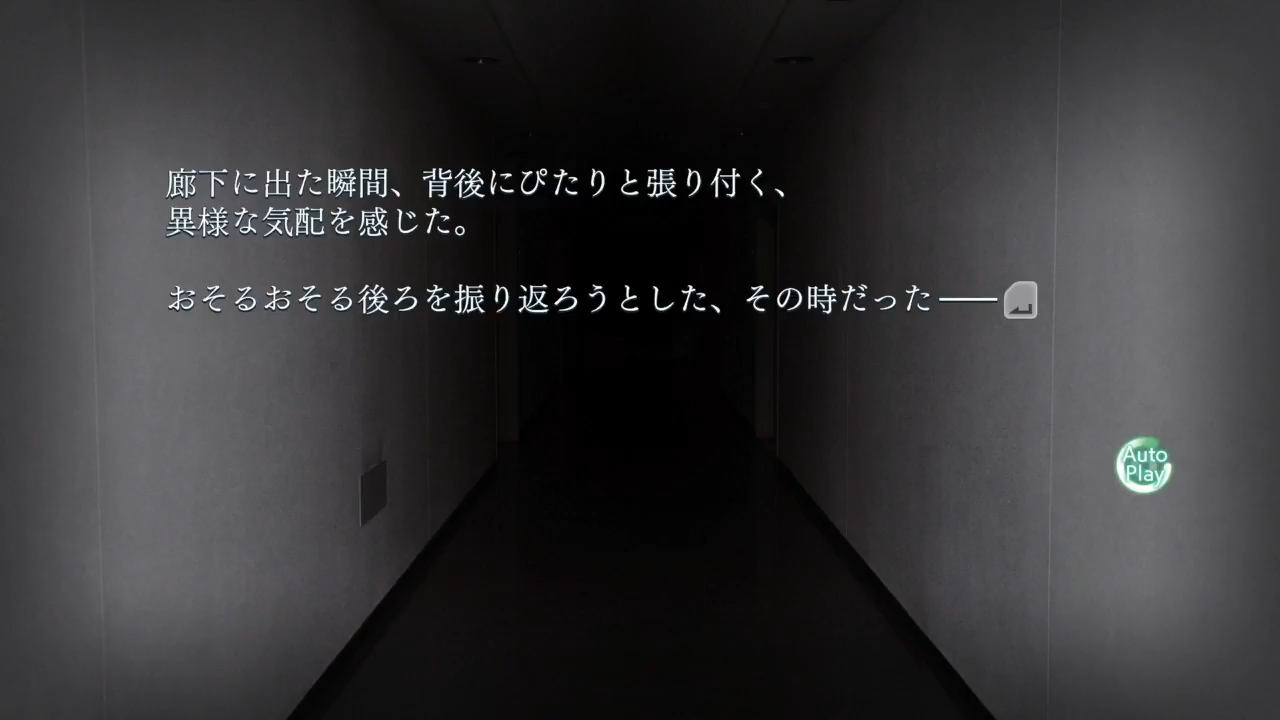 廊下に出た瞬間、背後にぴたりと張り付く、
異様な気配を感じた。
おそるおそる後ろを振り返ろうとした、その時だった――
Auto
Play